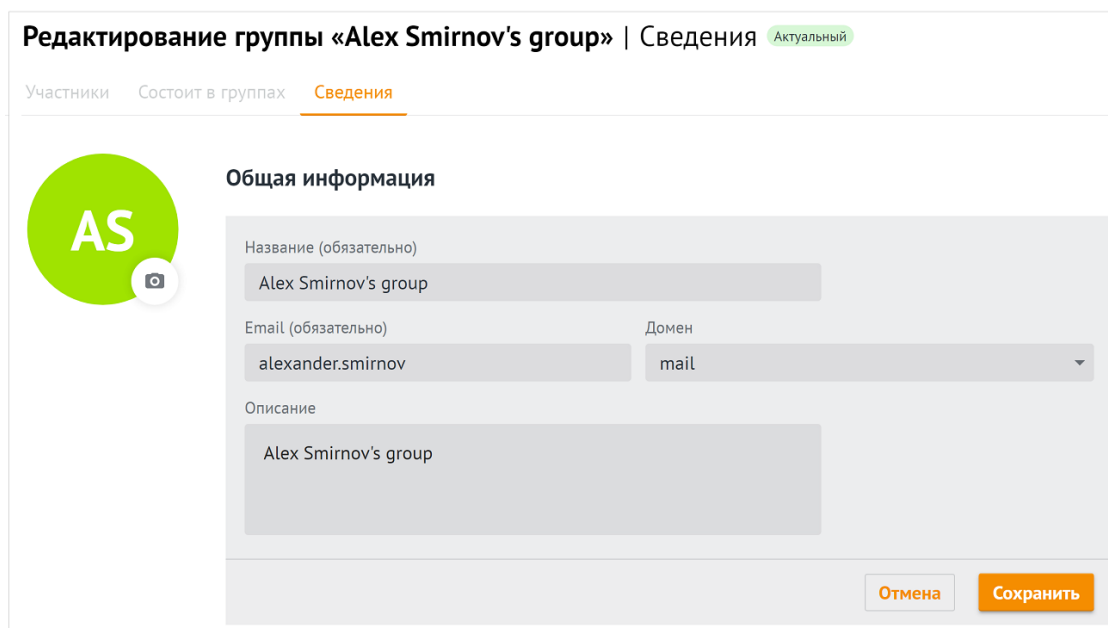 Редактирование группы «Alex Smirnov's group» | Сведения Актуальный
Участники Состоит в группах Сведения
AS
Общая информация
Название (обязательно)
Alex Smirnov's group
Email (обязательно) Домен
alexander.smirnov mail
Описание
Alex Smirnov's group
Отмена Сохранить